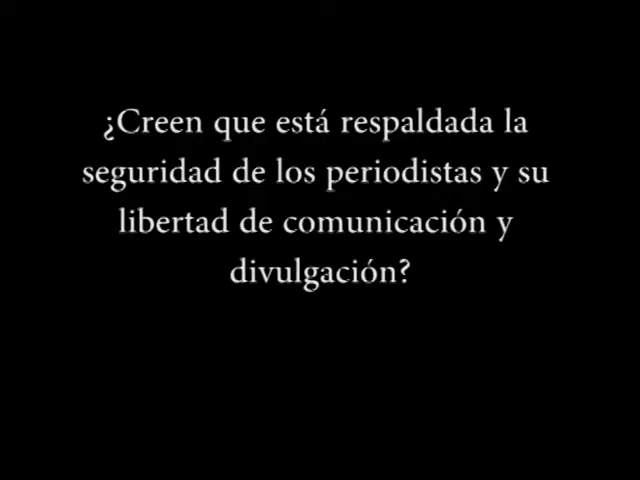 ¿Creen que está respaldada la
seguridad de los periodistas y su
libertad de comunicación y
divulgación?